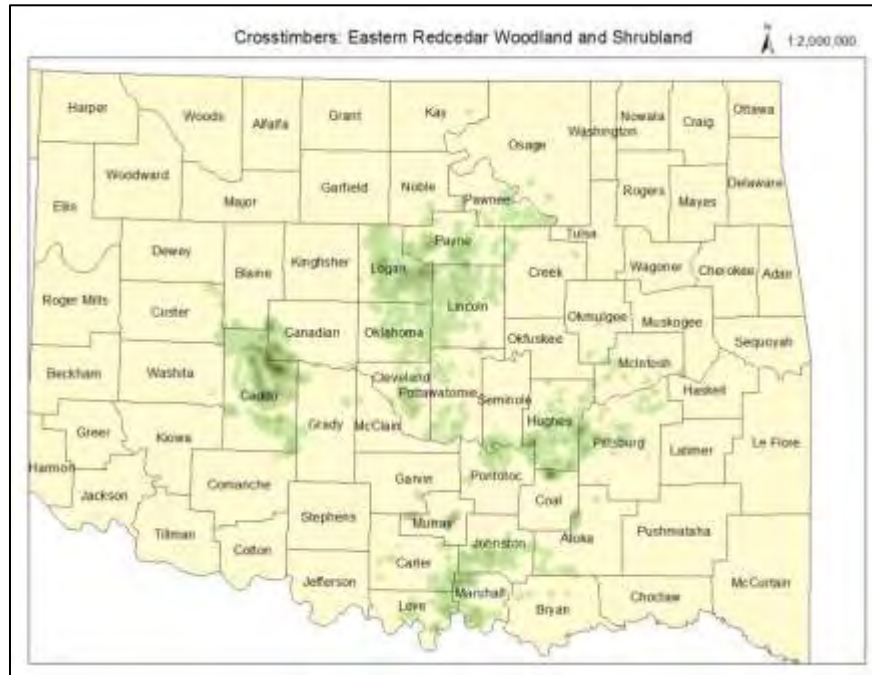 Crosstimbers: Eastern Redcedar Woodland and Shrubland
N
1:2,000,000
Harper
Woods
Alfalfa
Grant
Kay
Osage
Washington
Nowata
Craig
Ottawa
Ellis
Woodward
Major
Garfield
Noble
Pawnee
Rogers
Mayes
Delaware
Dewey
Blaine
Kingfisher
Logan
Payne
Creek
Tulsa
Wagoner
Cherokee
Adair
Roger Mills
Custer
Canadian
Oklahoma
Lincoln
Okfuskee
Okmulgee
Muskogee
Sequoyah
Beckham
Washita
Caddo
Grady
McClain
Cleveland
Pottawatomie
Seminole
Hughes
McIntosh
Haskell
Greer
Kiowa
Pittsburg
Latimer
Le Flore
Harmon
Jackson
Comanche
Garvin
Pontotoc
Coal
Tillman
Cotton
Stephens
Murray
Johnston
Atoka
Pushmataha
Jefferson
Carter
Love
Marshall
Bryan
Choctaw
McCurtain